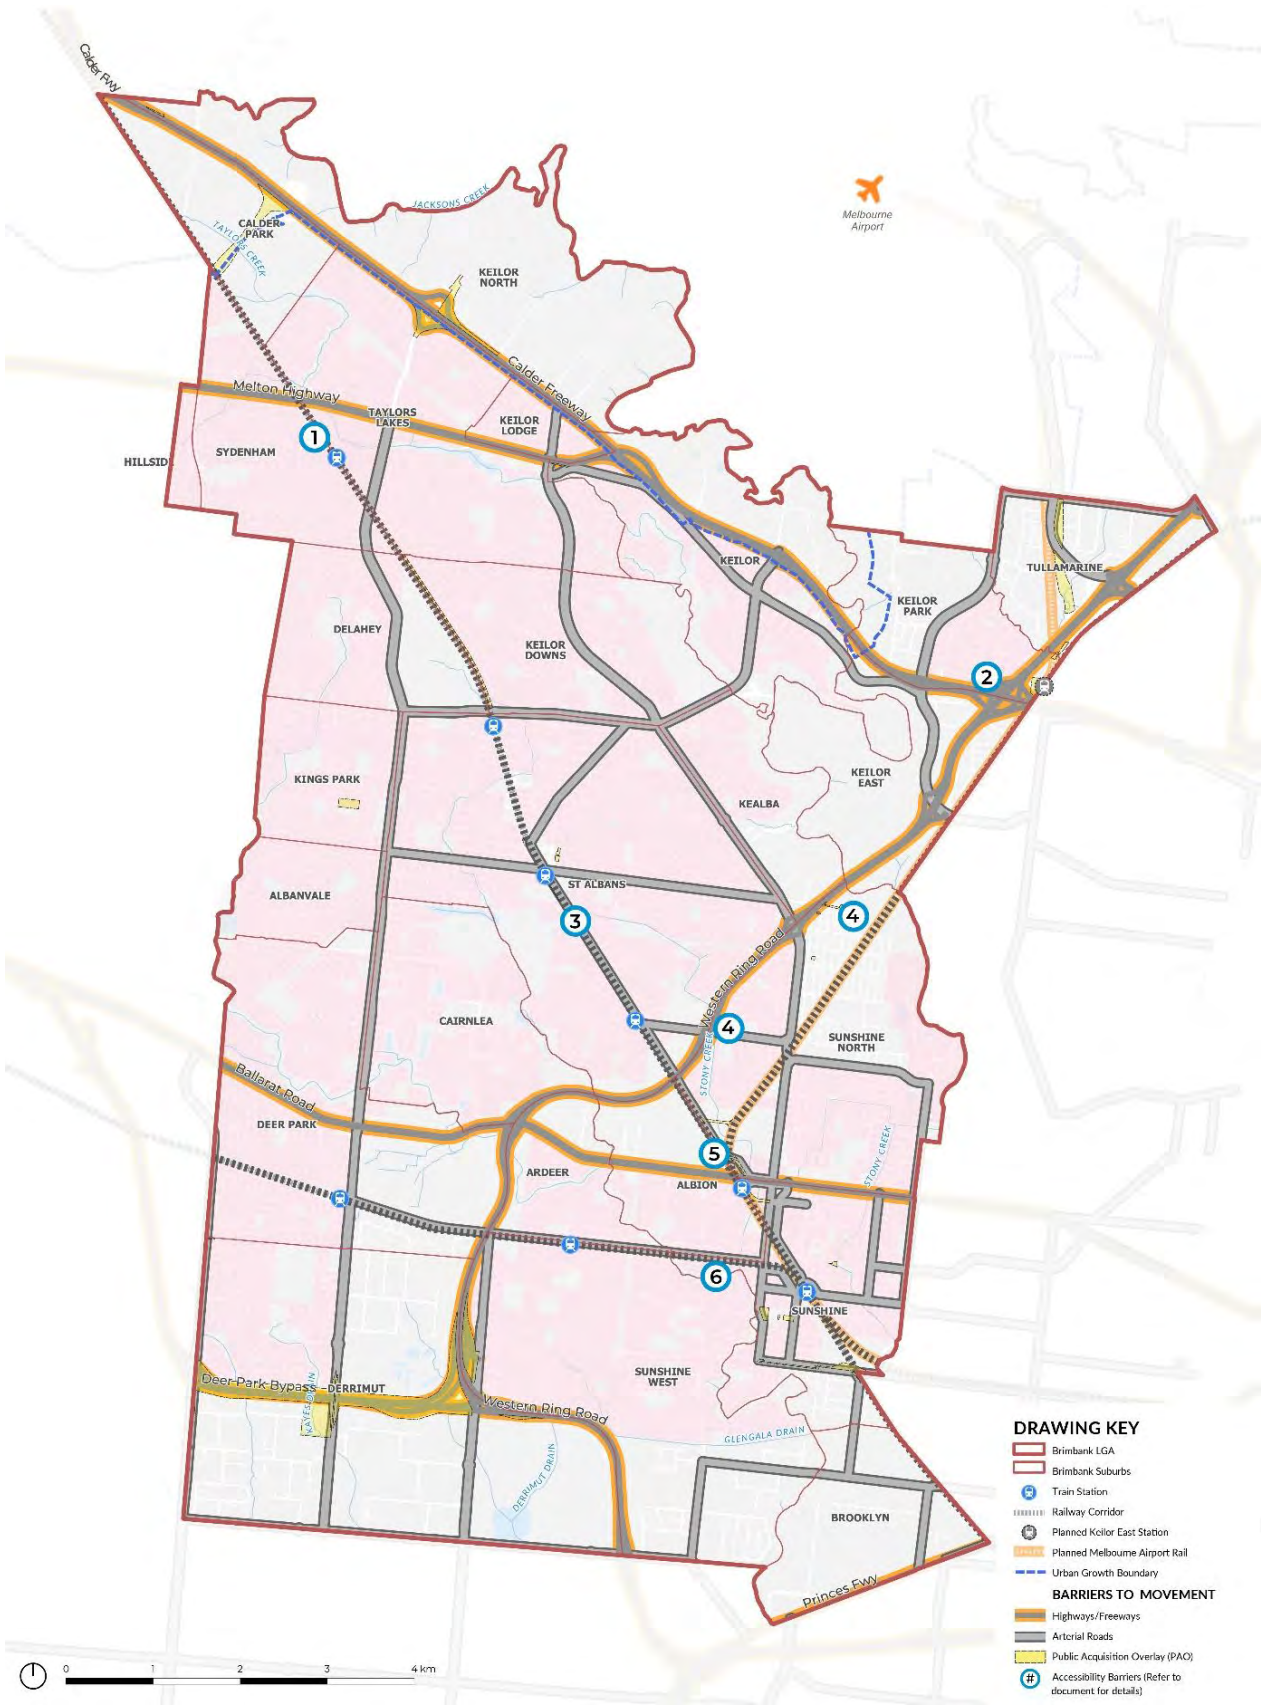 Calder Fwy
JACKSONS CREEK
Melbourne
Airport
CALDER
PARK
TAYLORS CREEK
KEILOR
NORTH
Calder Freeway
Melton Highway
TAYLORS
LAKES
KEILOR
LODGE
1
SYDENHAM
HILLSID
KEILOR
TULLAMARINE
KEILOR
PARK
DELAHEY
KEILOR
DOWNS
2
KINGS PARK
KEILOR
EAST
KEALBA
ALBANVALE
ST ALBANS
3
4
Western Ring Road
CAIRNLEA
4
SUNSHINE
NORTH
STONY CREEK
Ballarat Road
DEER PARK
5
STONY CREEK
ARDEER
ALBION
6
SUNSHINE
SUNSHINE
WEST
Deer Park Bypass
DERRIMUT
KAYES DRAIN
Western Ring Road
GLENGALA DRAIN
DERRIMUT DRAIN
BROOKLYN
Princes Fwy
DRAWING KEY
Brimbank LGA
Brimbank Suburbs
Train Station
Railway Corridor
Planned Keilor East Station
Planned Melbourne Airport Rail
Urban Growth Boundary
BARRIERS TO MOVEMENT
Highways/Freeways
Arterial Roads
Public Acquisition Overlay (PAO)
# Accessibility Barriers (Refer to
document for details)
0 1 2 3 4 km